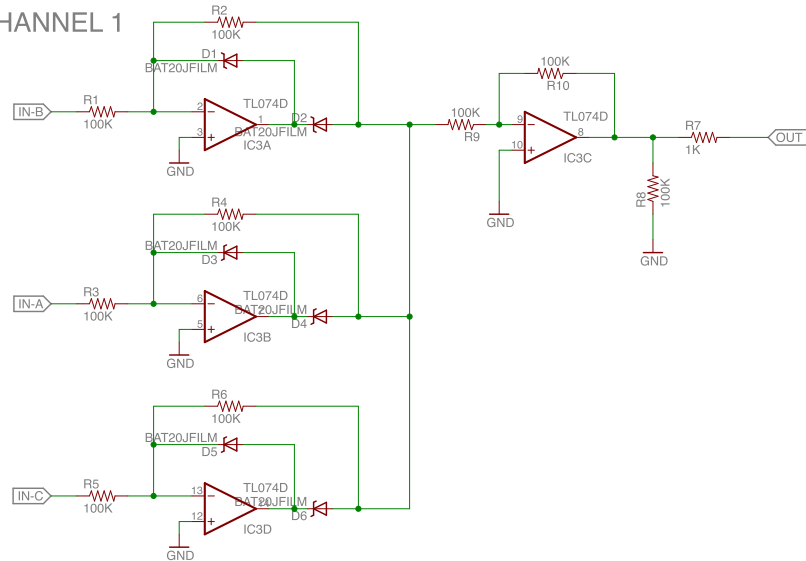 HANNEL 1
R2
100K
D1
BAT20JFILM
IN-B
R1
100K
2
3
TL074D
1
D2
BAT20JFILM
IC3A
GND
100K
R9
100K
R10
9
10
TL074D
8
IC3C
GND
R7
1K
OUT
R8
100K
GND
R4
100K
BAT20JFILM
D3
IN-A
R3
100K
6
5
TL074D
BAT20JFILM
D4
IC3B
GND
R6
100K
BAT20JFILM
D5
IN-C
R5
100K
13
12
TL074D
14
BAT20JFILM
D6
IC3D
GND